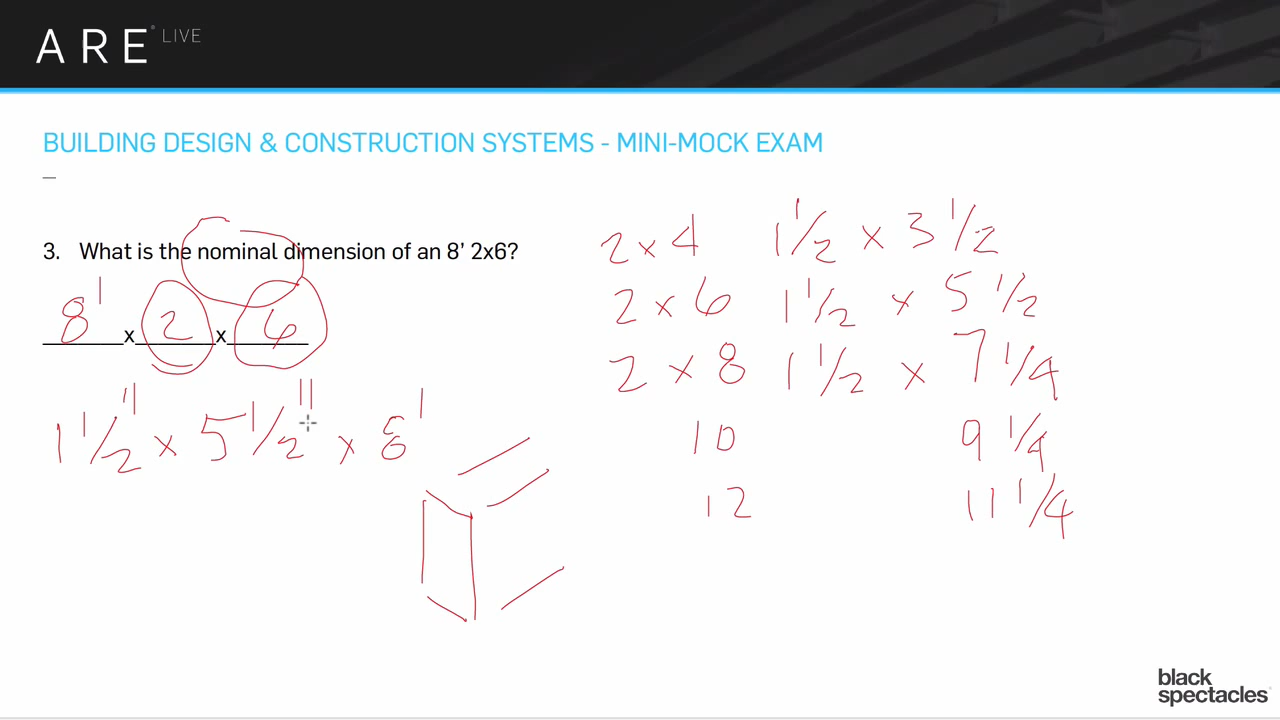 ARE LIVE
BUILDING DESIGN & CONSTRUCTION SYSTEMS - MINI-MOCK EXAM
3. What is the nominal dimension of an 8' 2x6?
8' x 2 x 6
1 1/2" x 5 1/2" x 8'
2 x 4 1 1/2 x 3 1/2
2 x 6 1 1/2 x 5 1/2
2 x 8 1 1/2 x 7 1/4
10 9 1/4
12 11 1/4
black
spectacles